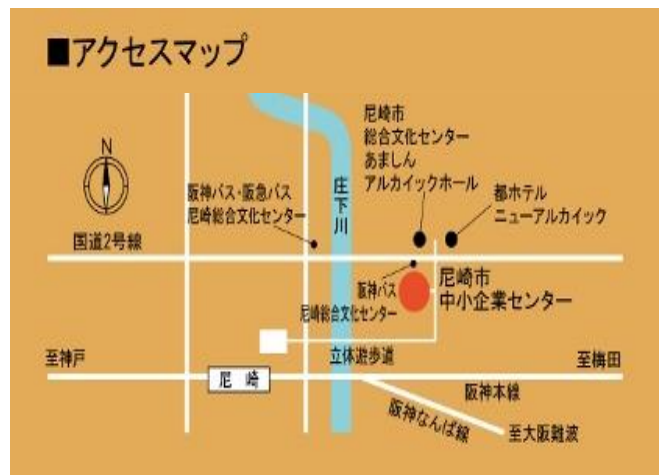 ■アクセスマップ
N
尼崎市
総合文化センター
あましん
アルカイックホール
阪神バス・阪急バス
尼崎総合文化センター
庄下川
都ホテル
ニューアルカイック
国道2号線
阪神バス
尼崎総合文化センター
尼崎市
中小企業センター
立体遊歩道
至神戸
至梅田
尼崎
阪神本線
阪神なんば線
至大阪難波